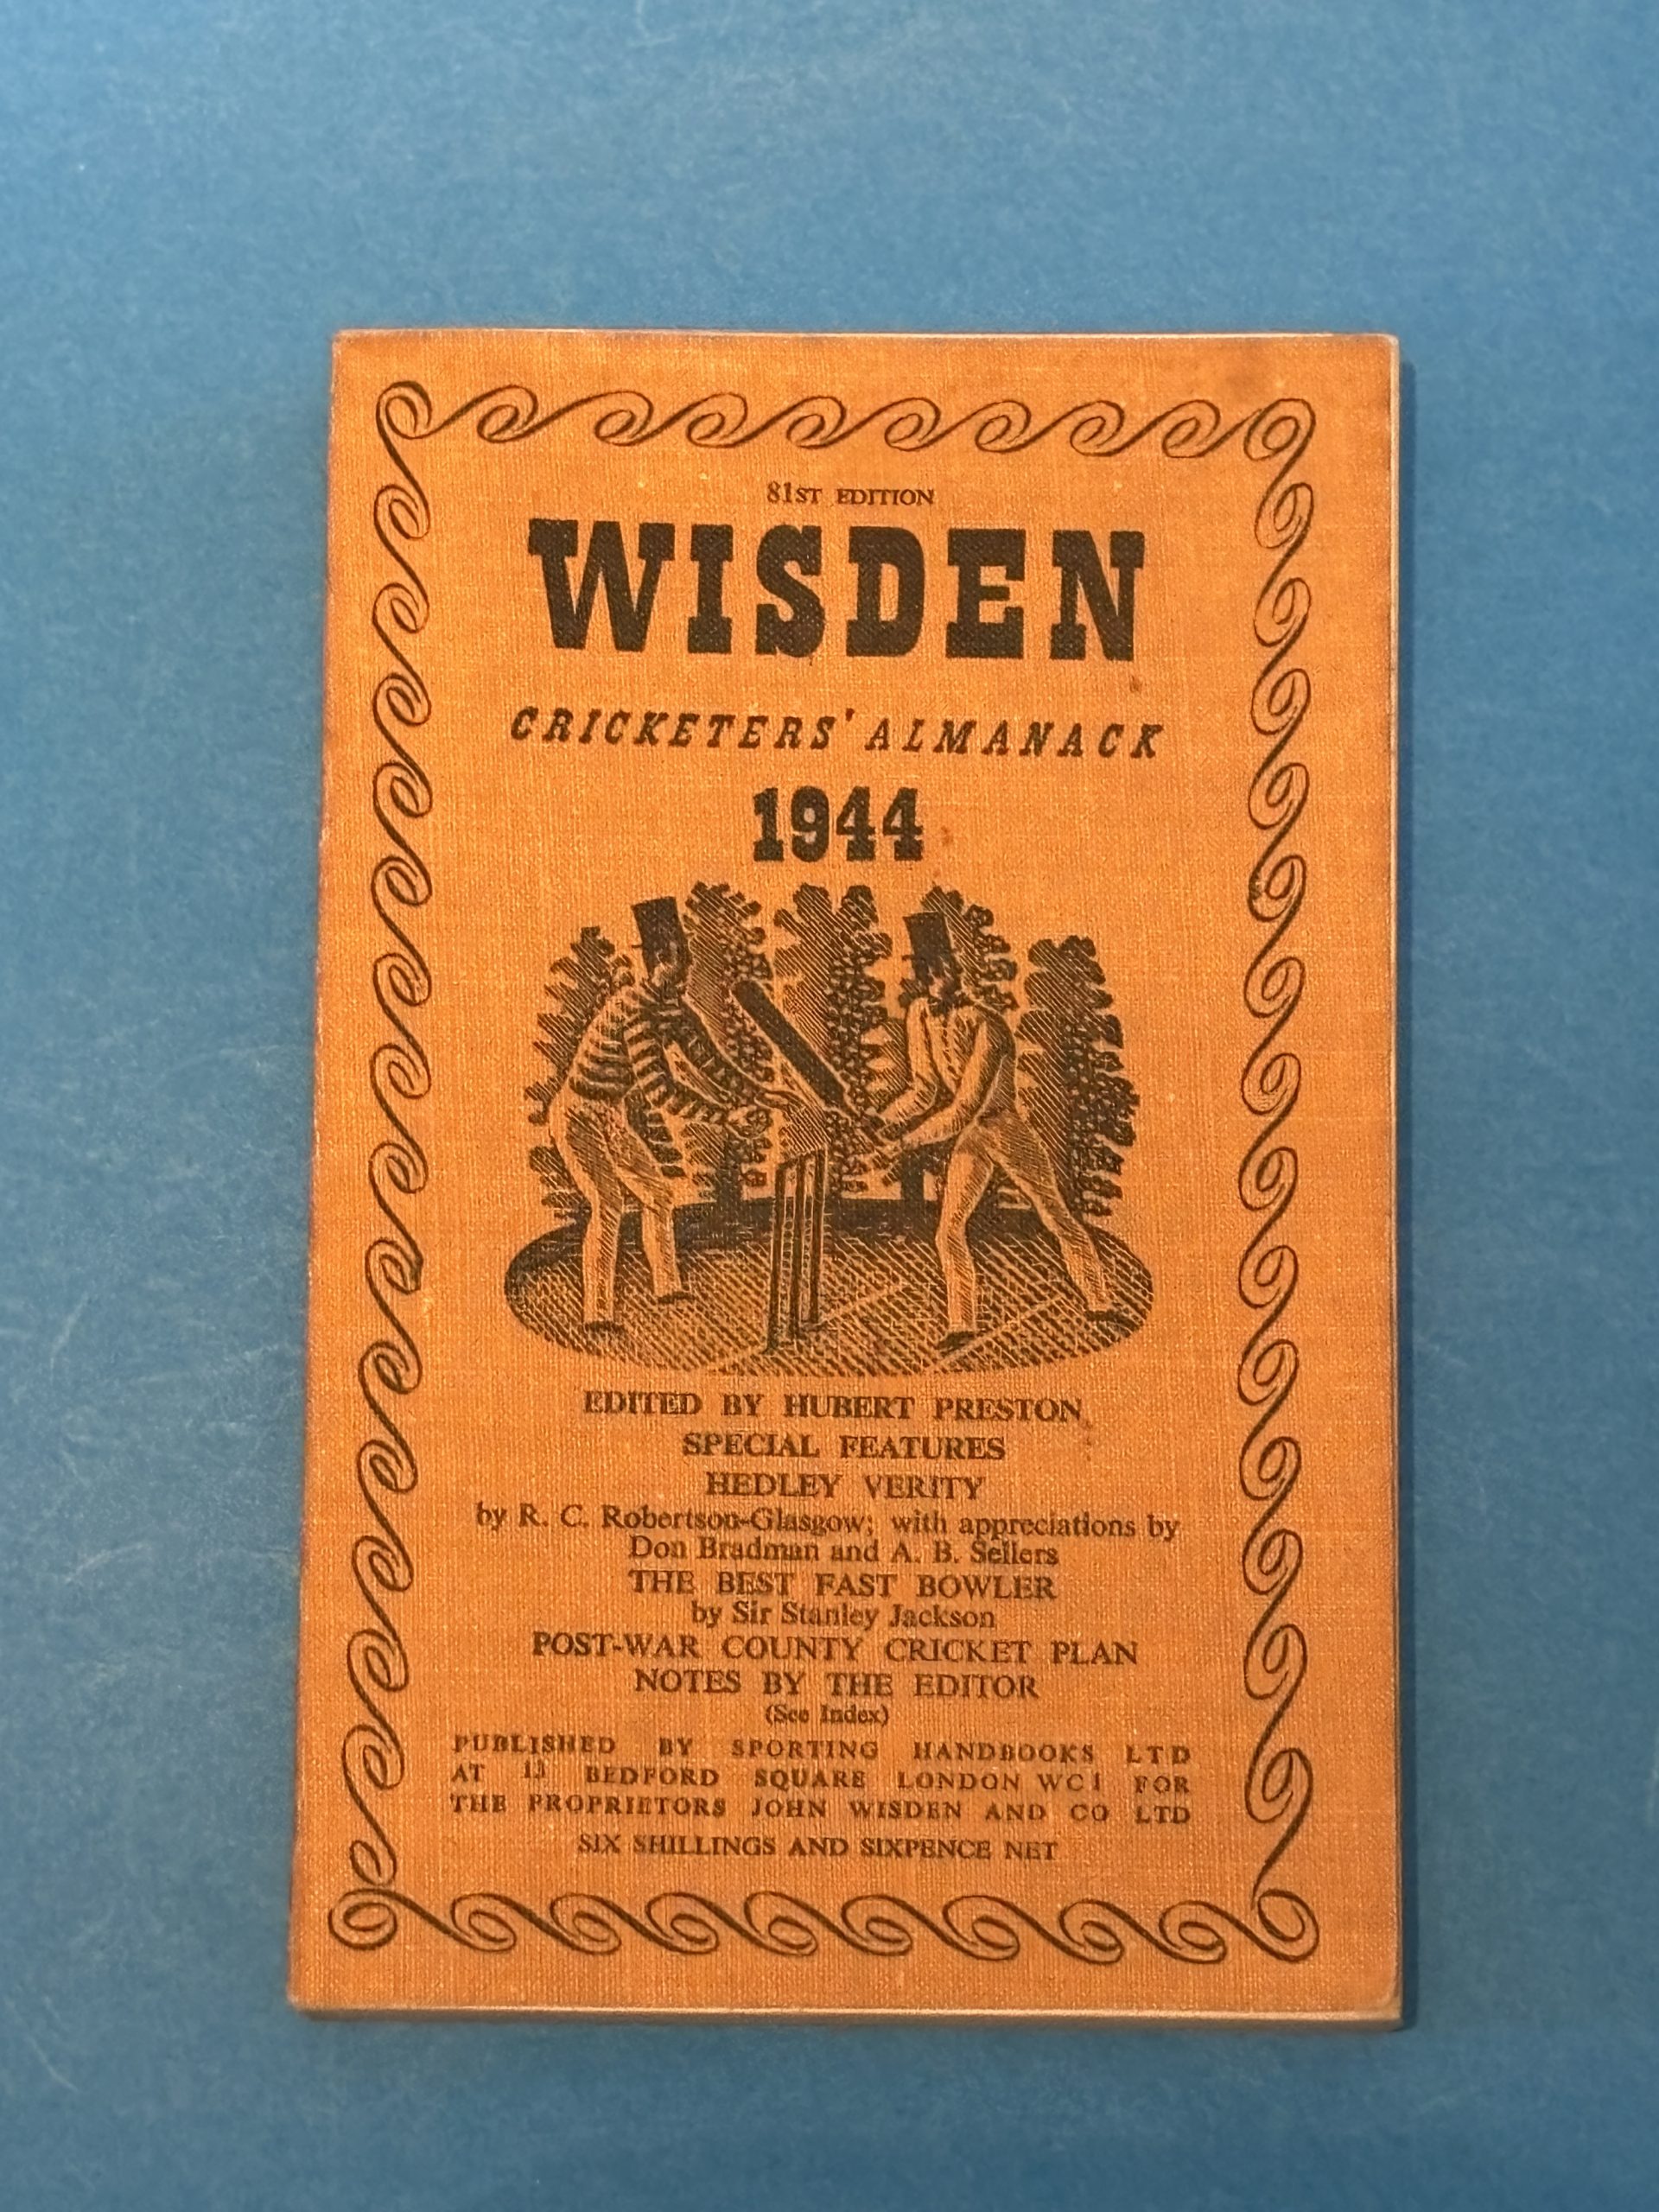 81ST EDITION
WISDEN
CRICKETERS' ALMANACK
1944
EDITED BY HUBERT PRESTON
SPECIAL FEATURES
HEDLEY VERITY
by R. C. Robertson-Glasgow; with appreciations by
Don Bradman and A. B. Sellers
THE BEST FAST BOWLER
by Sir Stanley Jackson
POST-WAR COUNTY CRICKET PLAN
NOTES BY THE EDITOR
(See Index)
PUBLISHED BY SPORTING HANDBOOKS LTD
AT 13 BEDFORD SQUARE LONDON WC1 FOR
THE PROPRIETORS JOHN WISDEN AND CO LTD
SIX SHILLINGS AND SIXPENCE NET